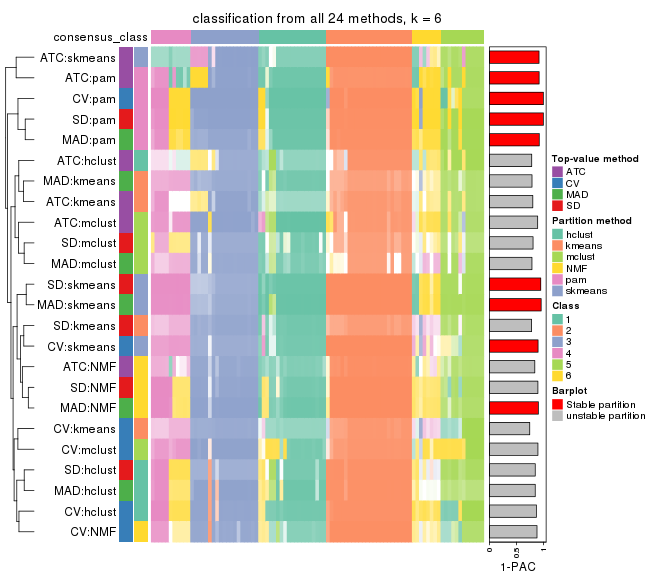 classification from all 24 methods, k = 6
consensus_class
ATC:skmeans
ATC:pam
CV:pam
SD:pam
MAD:pam
ATC:hclust
MAD:kmeans
ATC:kmeans
ATC:mclust
SD:mclust
MAD:mclust
SD:skmeans
MAD:skmeans
SD:kmeans
CV:skmeans
ATC:NMF
SD:NMF
MAD:NMF
CV:kmeans
CV:mclust
SD:hclust
MAD:hclust
CV:hclust
CV:NMF
0
0.5
1
1-PAC
Top-value method
ATC
CV
MAD
SD
Partition method
hclust
kmeans
mclust
NMF
pam
skmeans
Class
1
2
3
4
5
6
Barplot
Stable partition
unstable partition